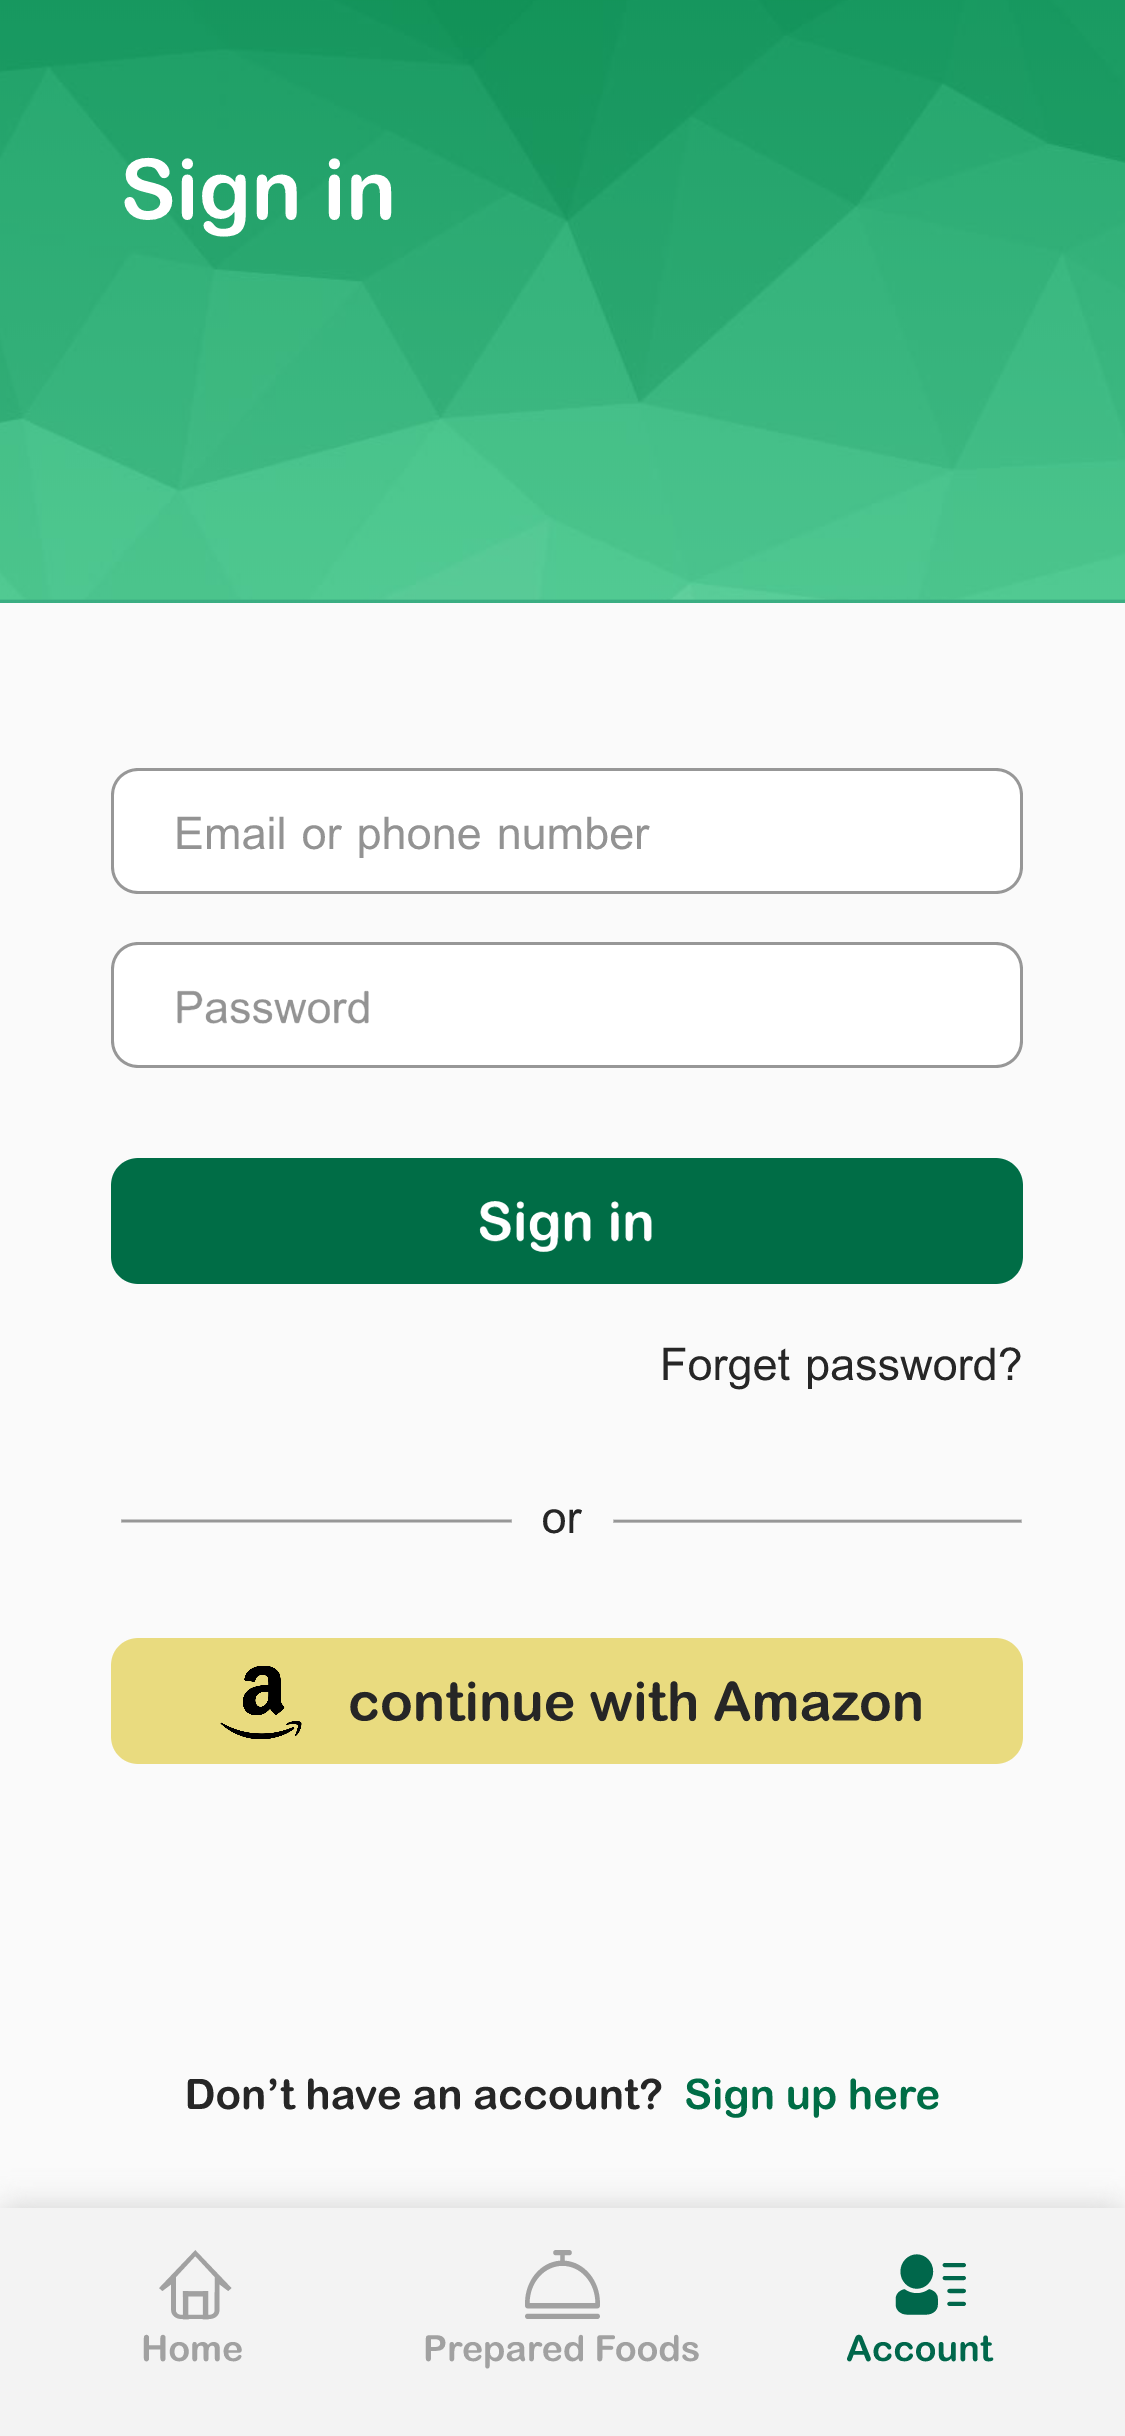 Sign in
Email or phone number
Password
Sign in
Forget password?
or
a continue with Amazon
Don’t have an account? Sign up here
Home Prepared Foods Account